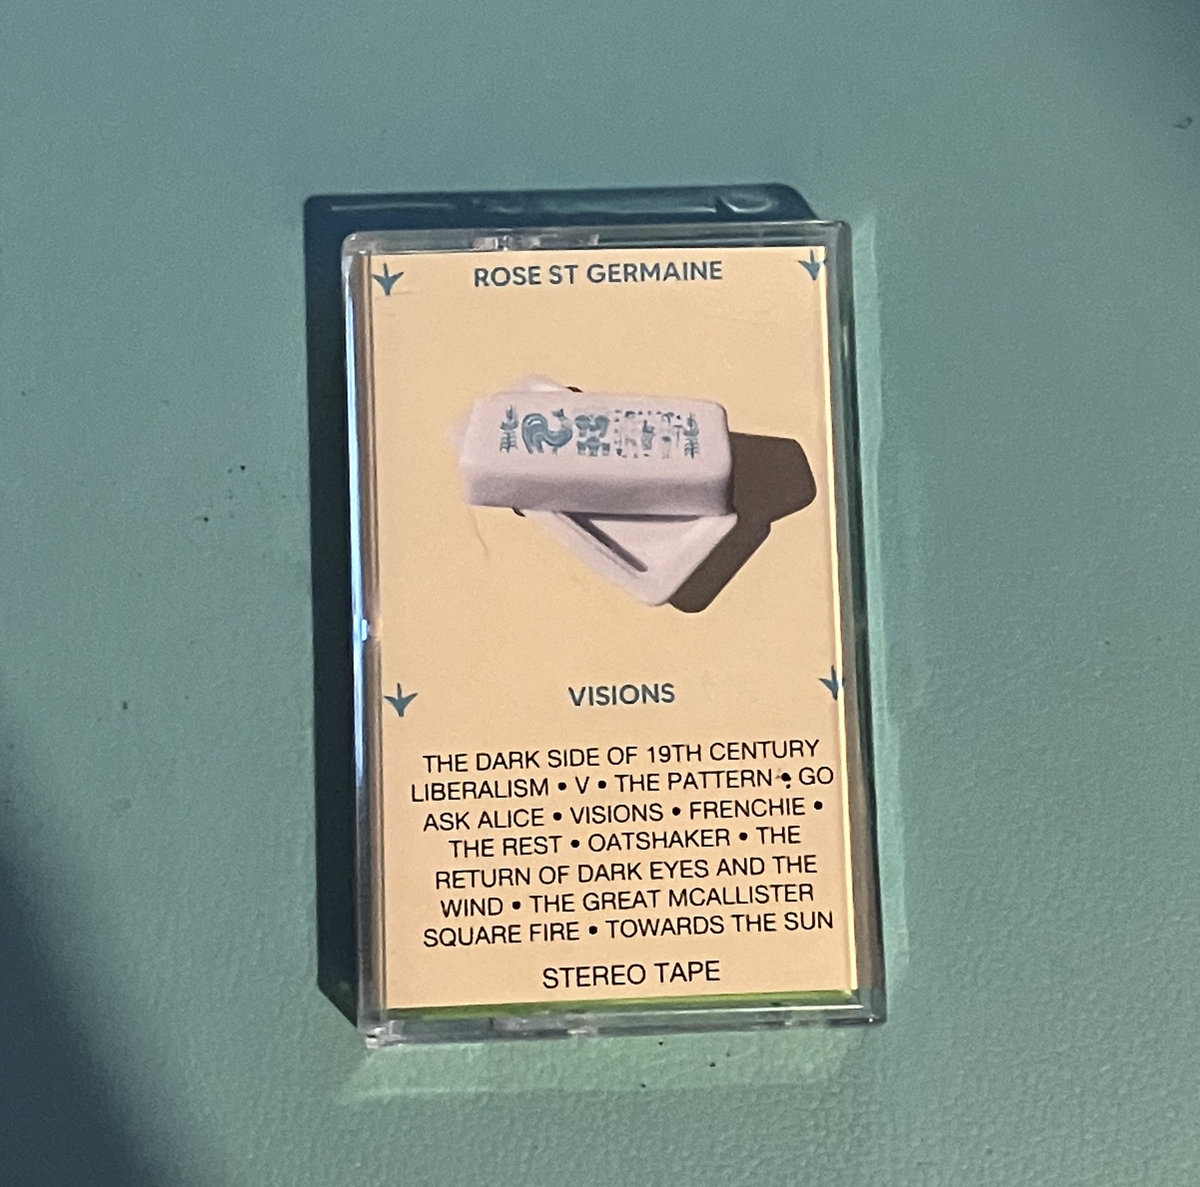 ROSE ST GERMAINE
VISIONS
THE DARK SIDE OF 19TH CENTURY
LIBERALISM • V • THE PATTERN • GO
ASK ALICE • VISIONS • FRENCHIE •
THE REST • OATSHAKER • THE
RETURN OF DARK EYES AND THE
WIND • THE GREAT MCALLISTER
SQUARE FIRE • TOWARDS THE SUN
STEREO TAPE